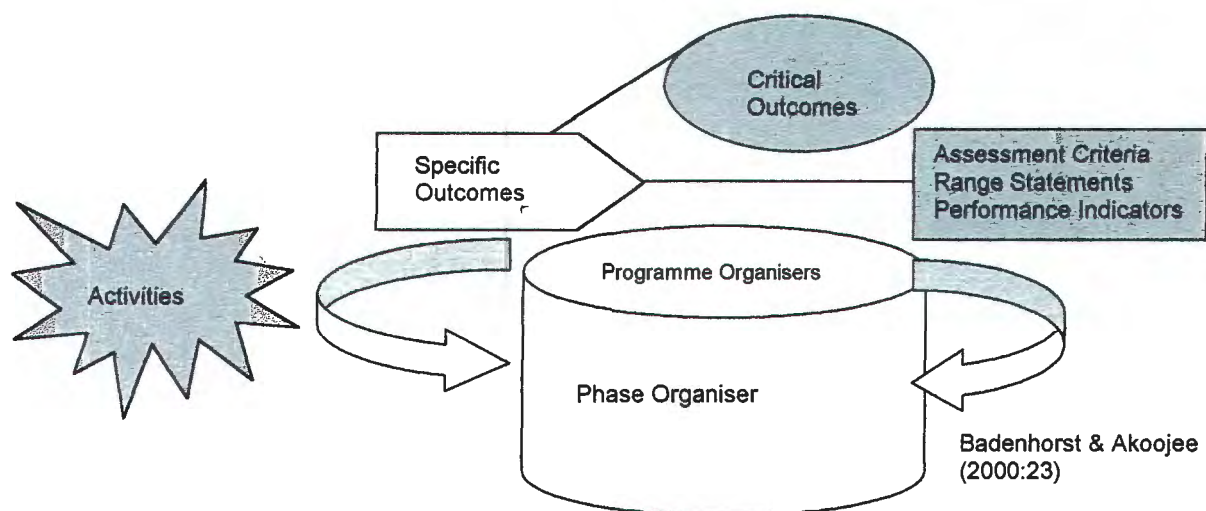 Critical
Outcomes
Specific
Outcomes
Assessment Criteria
Range Statements
Performance Indicators
Activities
Programme Organisers
Phase Organiser
Badenhorst & Akoojee
(2000:23)